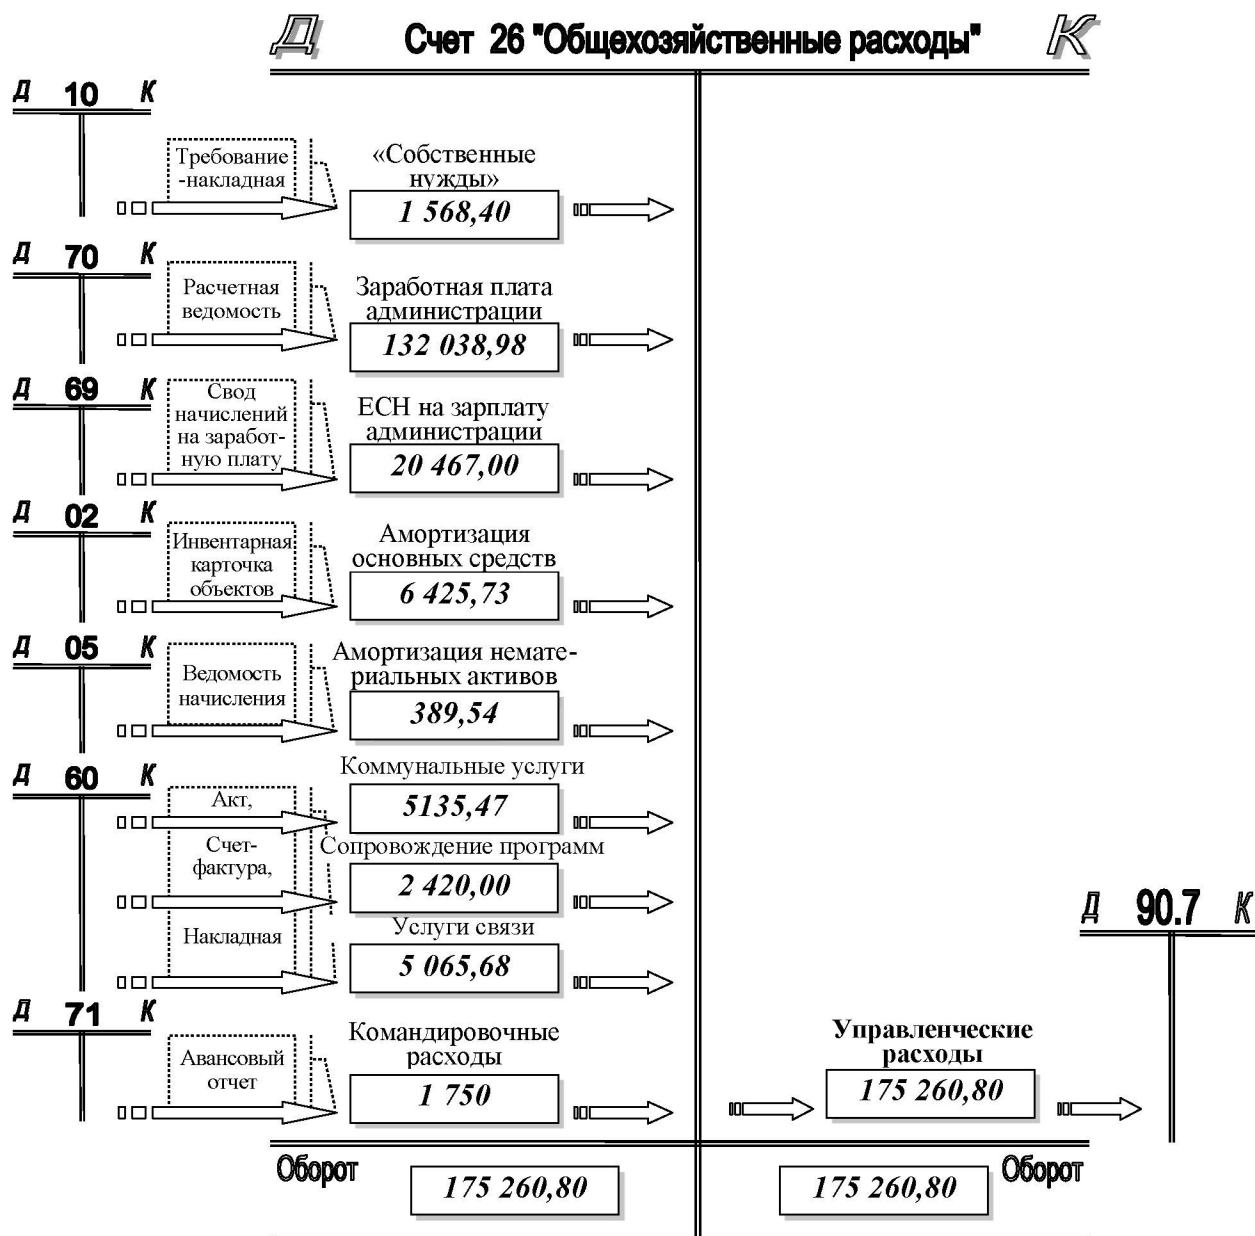 Д Счет 26 "Общехозяйственные расходы" К
Д 10 К
Требование
-накладная
«Собственные
нужды»
1 568,40
Д 70 К
Расчетная
ведомость
Заработная плата
администрации
132 038,98
Д 69 К
Свод
начислений
на заработ-
ную плату
ЕСН на зарплату
администрации
20 467,00
Д 02 К
Инвентарная
карточка
объектов
Амортизация
основных средств
6 425,73
Д 05 К
Ведомость
начисления
Амортизация немате-
риальных активов
389,54
Д 60 К
Акт,
Счет-
фактура,
Накладная
Коммунальные услуги
5135,47
Сопровождение программ
2 420,00
Услуги связи
5 065,68
Д 90.7 К
Д 71 К
Авансовый
отчет
Командировочные
расходы
1 750
Управленческие
расходы
175 260,80
Оборот
175 260,80
175 260,80
Оборот